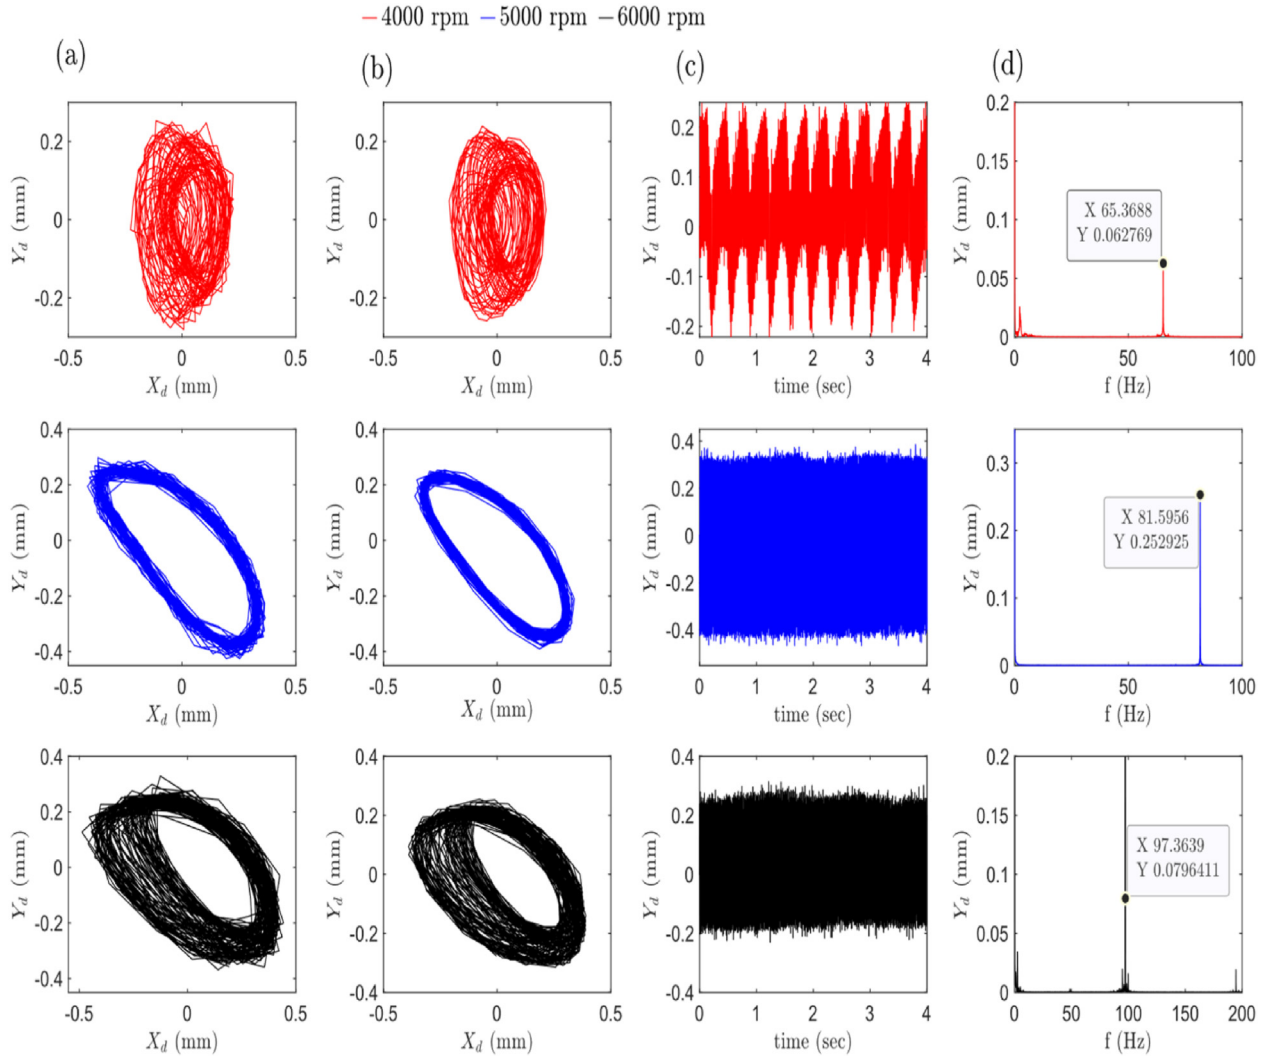 4000 rpm 5000 rpm 6000 rpm
(a) (b) (c) (d)
0.2
0
-0.2
Y_d (mm)
-0.5 0 0.5
X_d (mm)
0.2
0
-0.2
Y_d (mm)
-0.5 0 0.5
X_d (mm)
0.2
0.1
0
-0.1
-0.2
Y_d (mm)
0 1 2 3 4
time (sec)
0.2
0.15
0.1
0.05
0
Y_d (mm)
X 65.3688
Y 0.062769
0 50 100
f (Hz)
0.4
0.2
0
-0.2
-0.4
Y_d (mm)
-0.5 0 0.5
X_d (mm)
0.4
0.2
0
-0.2
-0.4
Y_d (mm)
-0.5 0 0.5
X_d (mm)
0.4
0.2
0
-0.2
-0.4
Y_d (mm)
0 1 2 3 4
time (sec)
0.3
0.2
0.1
0
Y_d (mm)
X 81.5956
Y 0.252925
0 50 100
f (Hz)
0.4
0.2
0
-0.2
-0.4
Y_d (mm)
-0.5 0 0.5
X_d (mm)
0.4
0.2
0
-0.2
-0.4
Y_d (mm)
-0.5 0 0.5
X_d (mm)
0.4
0.2
0
-0.2
-0.4
Y_d (mm)
0 1 2 3 4
time (sec)
0.2
0.15
0.1
0.05
0
Y_d (mm)
X 97.3639
Y 0.0796411
0 50 100 150 200
f (Hz)